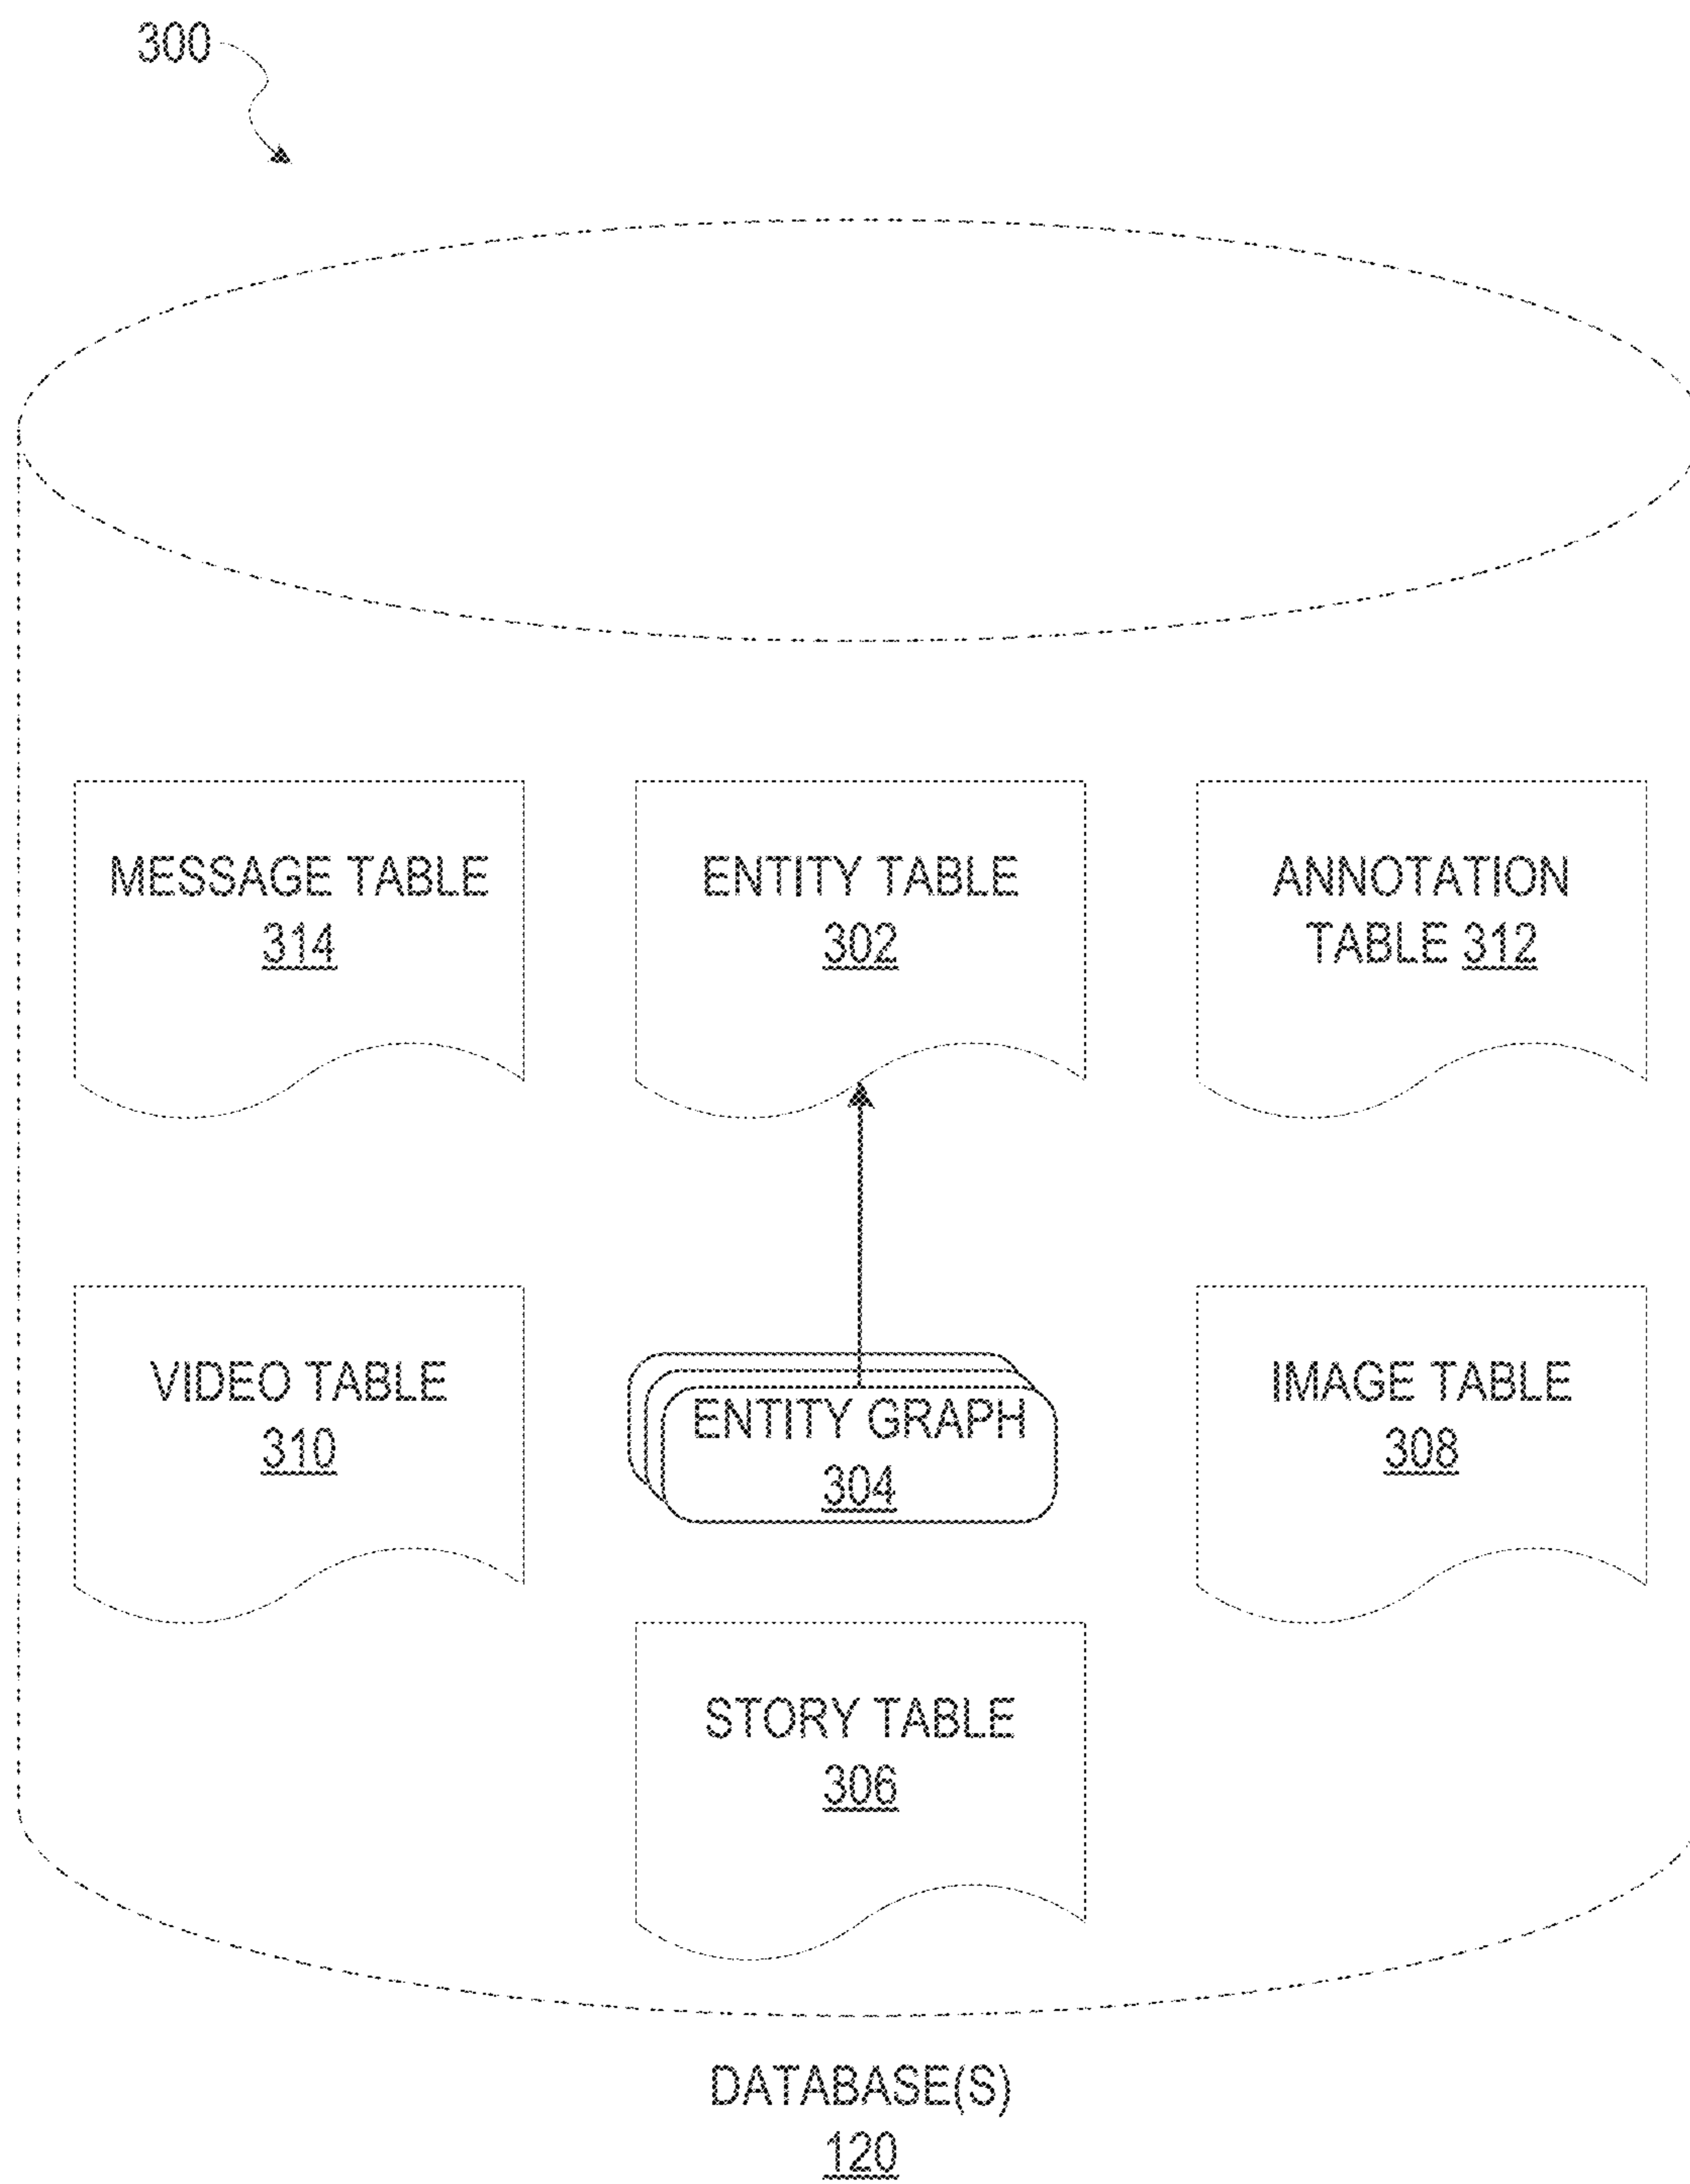 300
MESSAGE TABLE
314
ENTITY TABLE
302
ANNOTATION
TABLE 312
VIDEO TABLE
310
ENTITY GRAPH
304
IMAGE TABLE
308
STORY TABLE
306
DATABASE(S)
120